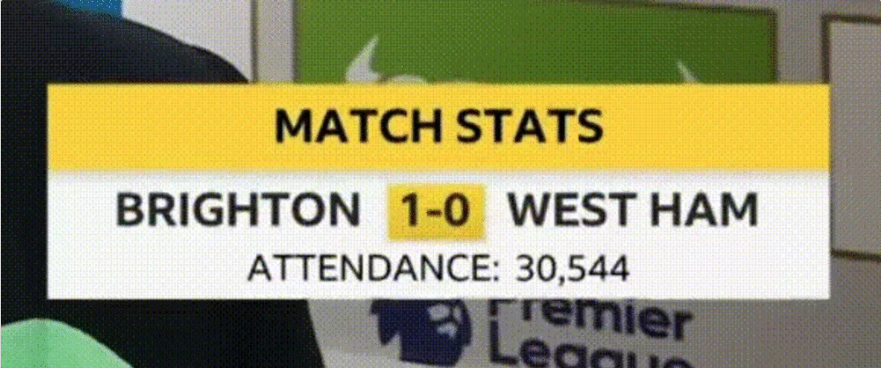 MATCH STATS
BRIGHTON 1-0 WEST HAM
ATTENDANCE: 30,544
Premier
League